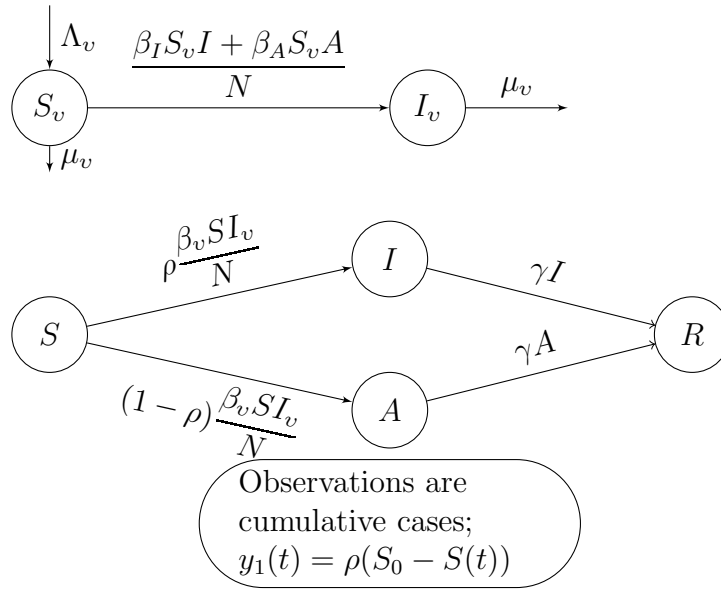 Λ_v
β_I S_v I + β_A S_v A
N
S_v
I_v
μ_v
μ_v
ρ β_v S I_v
N
I
γI
S
R
γA
(1 − ρ) β_v S I_v
N
A
Observations are
cumulative cases;
y_1(t) = ρ(S_0 − S(t))